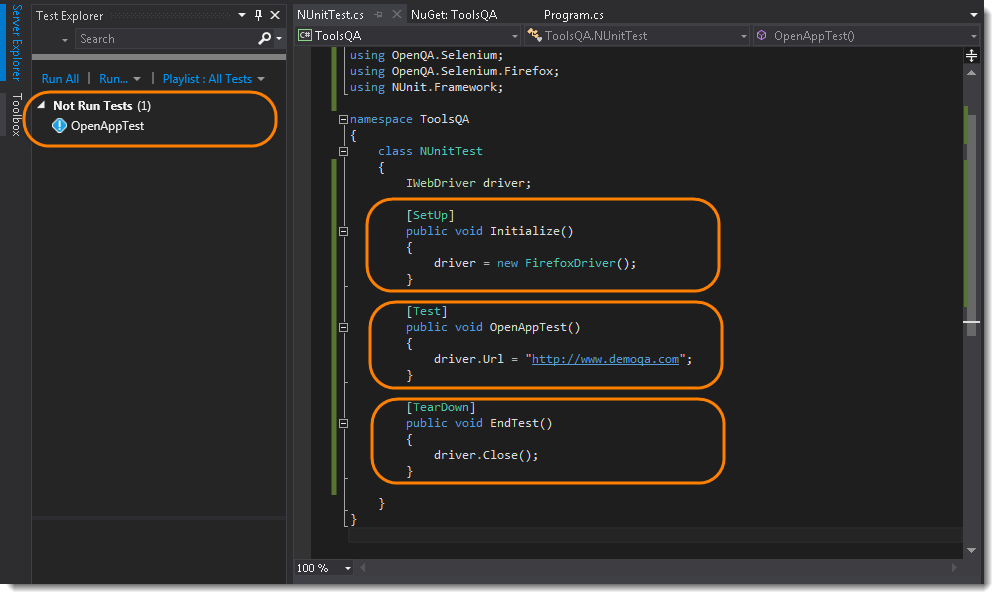 Server Explorer
Toolbox
Test Explorer
Search
Run All | Run... | Playlist : All Tests
Not Run Tests (1)
OpenAppTest
NUnitTest.cs NuGet: ToolsQA Program.cs
C# ToolsQA ToolsQA.NUnitTest OpenAppTest()
using OpenQA.Selenium;
using OpenQA.Selenium.Firefox;
using NUnit.Framework;
namespace ToolsQA
{
class NUnitTest
{
IWebDriver driver;
[SetUp]
public void Initialize()
{
driver = new FirefoxDriver();
}
[Test]
public void OpenAppTest()
{
driver.Url = "http://www.demoqa.com";
}
[TearDown]
public void EndTest()
{
driver.Close();
}
}
}
100 %